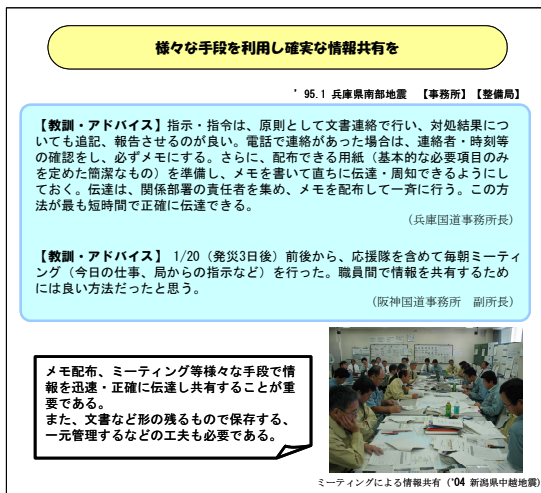 様々な手段を利用し確実な情報共有を
’95.1 兵庫県南部地震 【事務所】【整備局】
【教訓・アドバイス】指示・指令は、原則として文書連絡で行い、対処結果につ
いても追記、報告させるのが良い。電話で連絡があった場合は、連絡者・時刻等
の確認をし、必ずメモにする。さらに、配布できる用紙（基本的な必要項目のみ
を定めた簡潔なもの）を準備し、メモを書いて直ちに伝達・周知できるようにし
ておく。伝達は、関係部署の責任者を集め、メモを配布して一斉に行う。この方
法が最も短時間で正確に伝達できる。
（兵庫国道事務所長）
【教訓・アドバイス】 1/20（発災3日後）前後から、応援隊を含めて毎朝ミーティ
ング（今日の仕事、局からの指示など）を行った。職員間で情報を共有するため
には良い方法だったと思う。
（阪神国道事務所 副所長）
メモ配布、ミーティング等様々な手段で情
報を迅速・正確に伝達し共有することが重
要である。
また、文書など形の残るもので保存する、
一元管理するなどの工夫も必要である。
ミーティングによる情報共有（'04 新潟県中越地震）